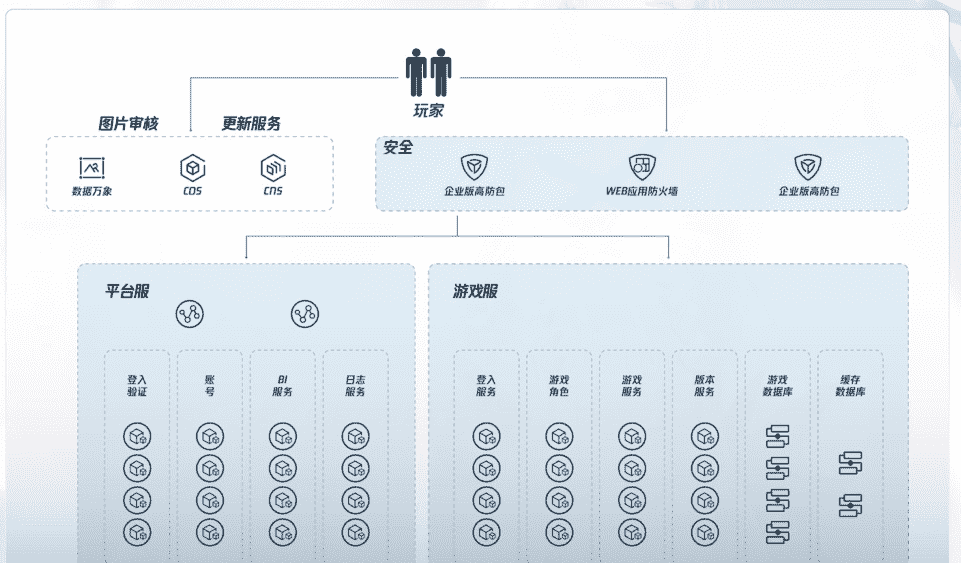 玩家
图片审核
更新服务
数据万象
COS
CNS
安全
企业版高防包
WEB应用防火墙
企业版高防包
平台服
登入
验证
账
号
BI
服务
日志
服务
游戏服
登入
服务
游戏
角色
游戏
服务
版本
服务
游戏
数据库
缓存
数据库